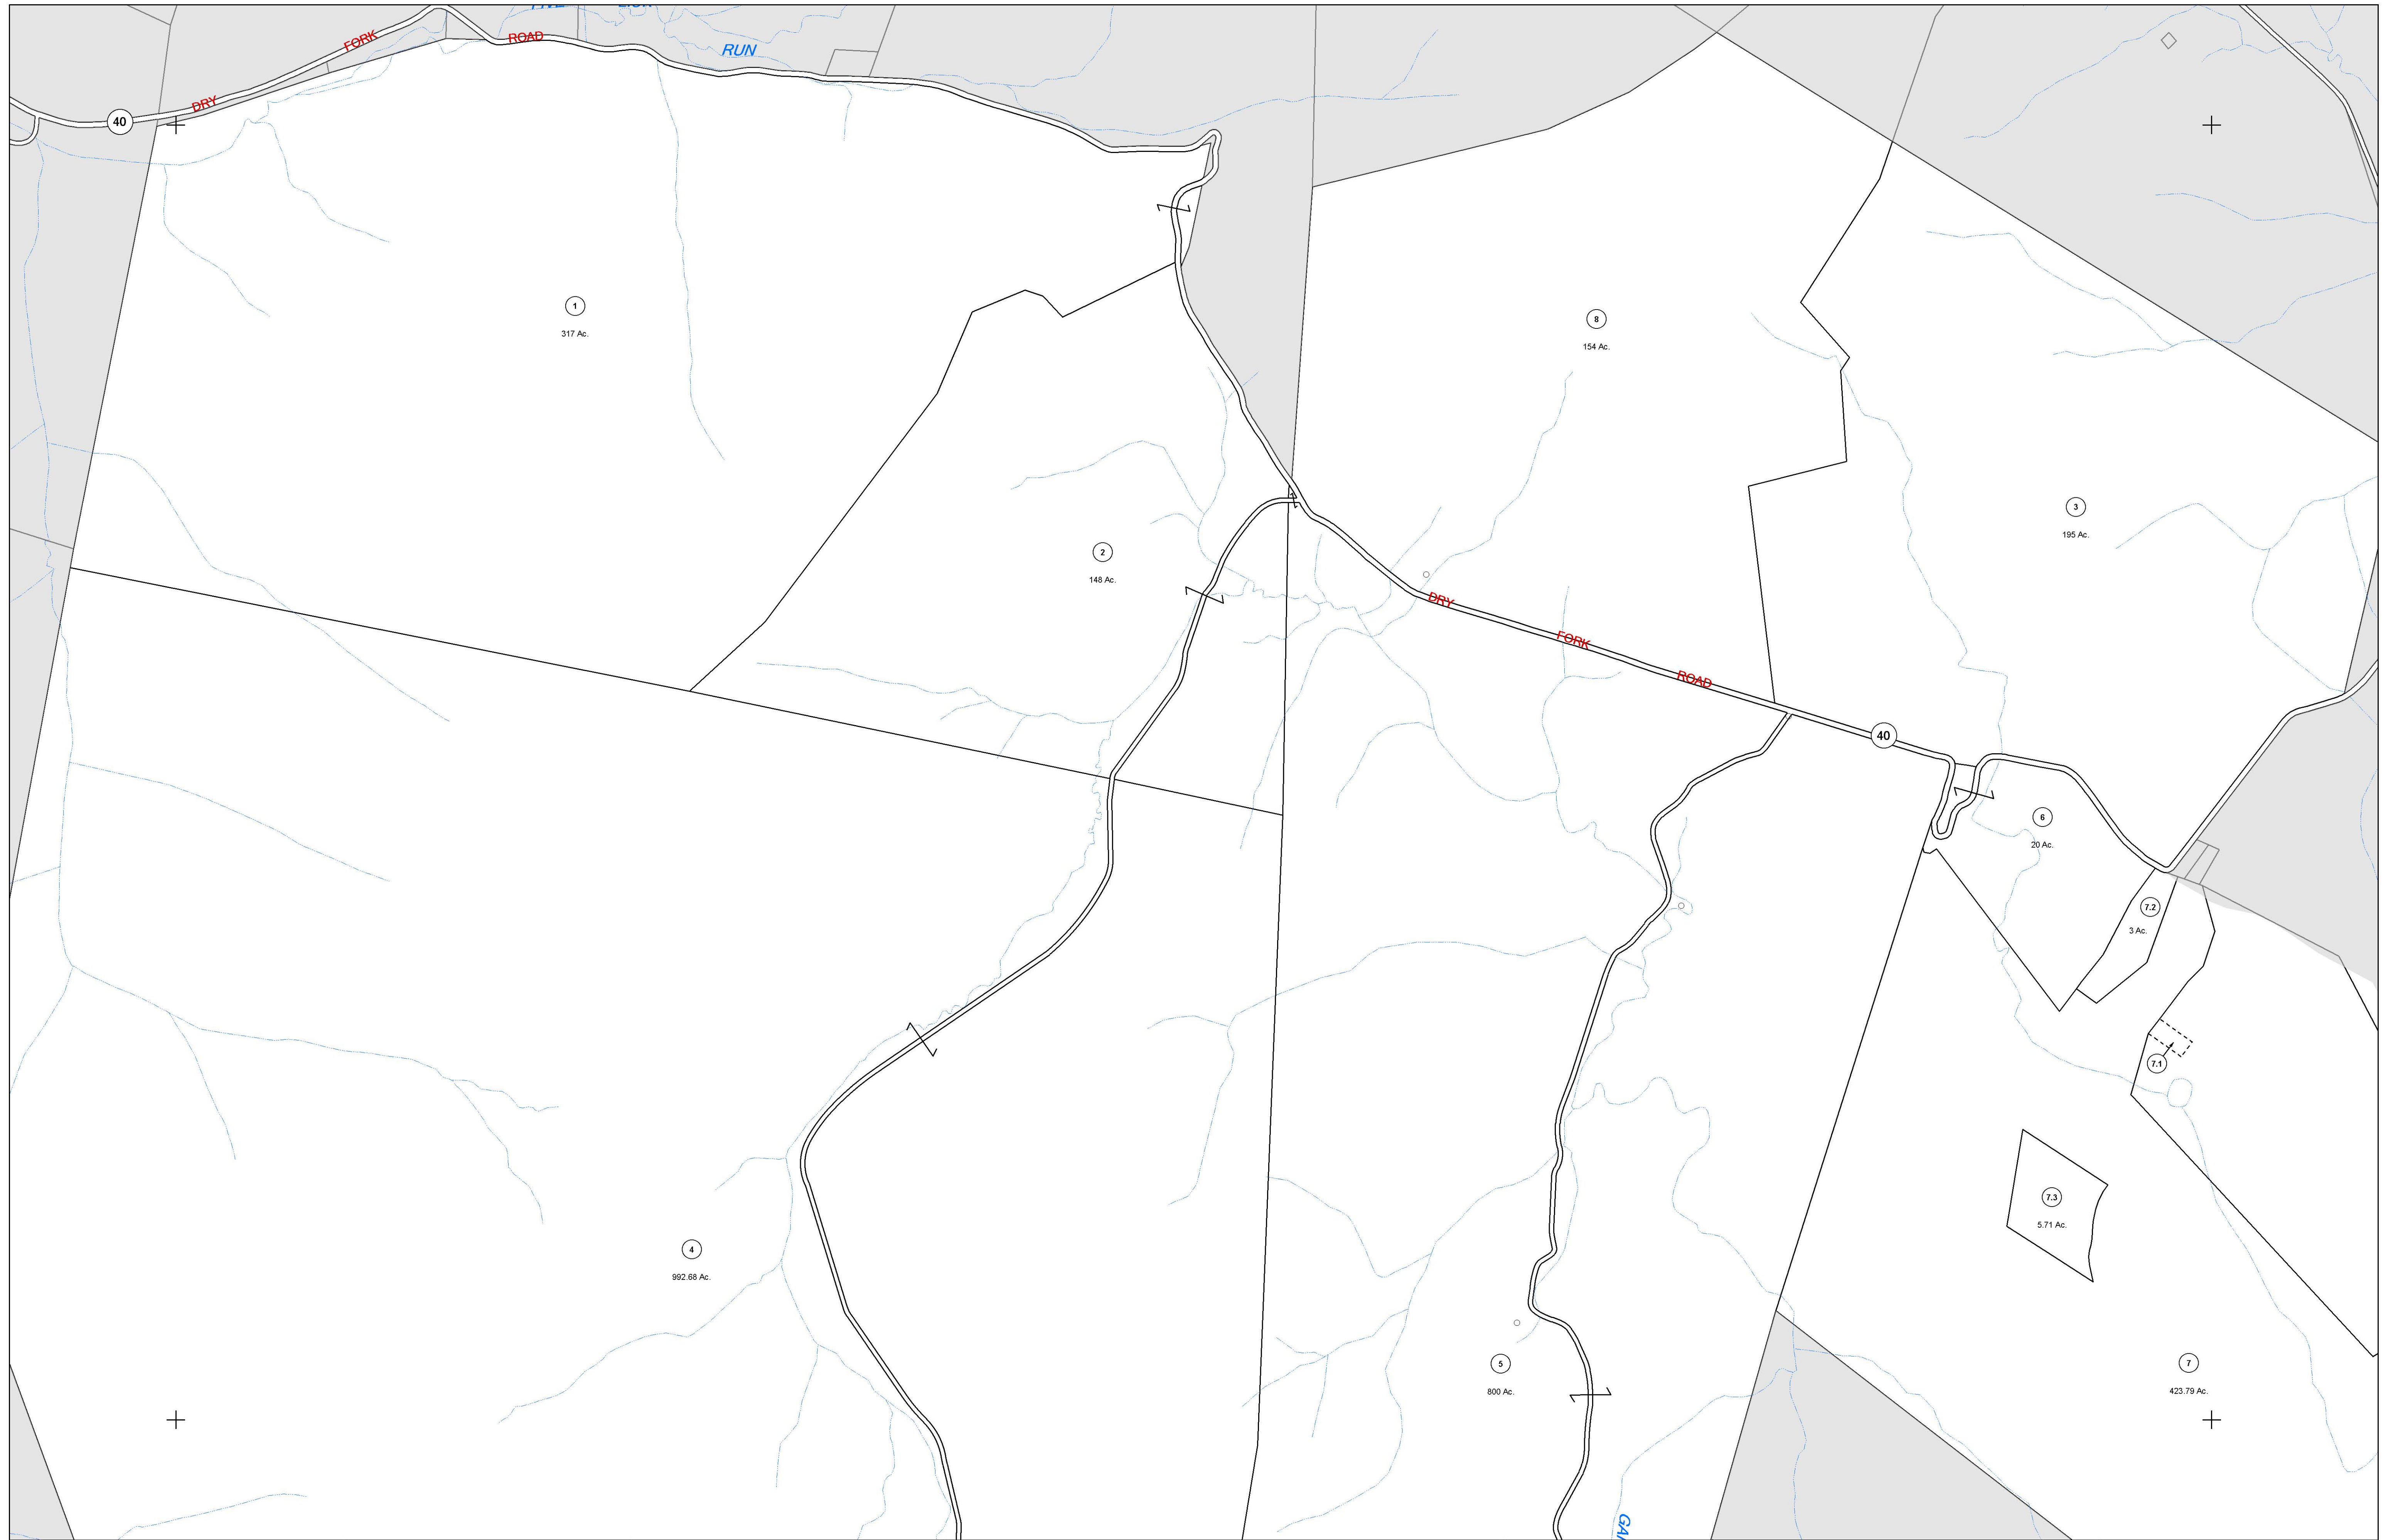 RUN
DRY FORK ROAD
40
1
317 Ac.
8
154 Ac.
3
195 Ac.
2
148 Ac.
DRY FORK ROAD
40
6
20 Ac.
7.2
3 Ac.
7.1
7.3
5.71 Ac.
4
992.68 Ac.
5
800 Ac.
7
423.79 Ac.